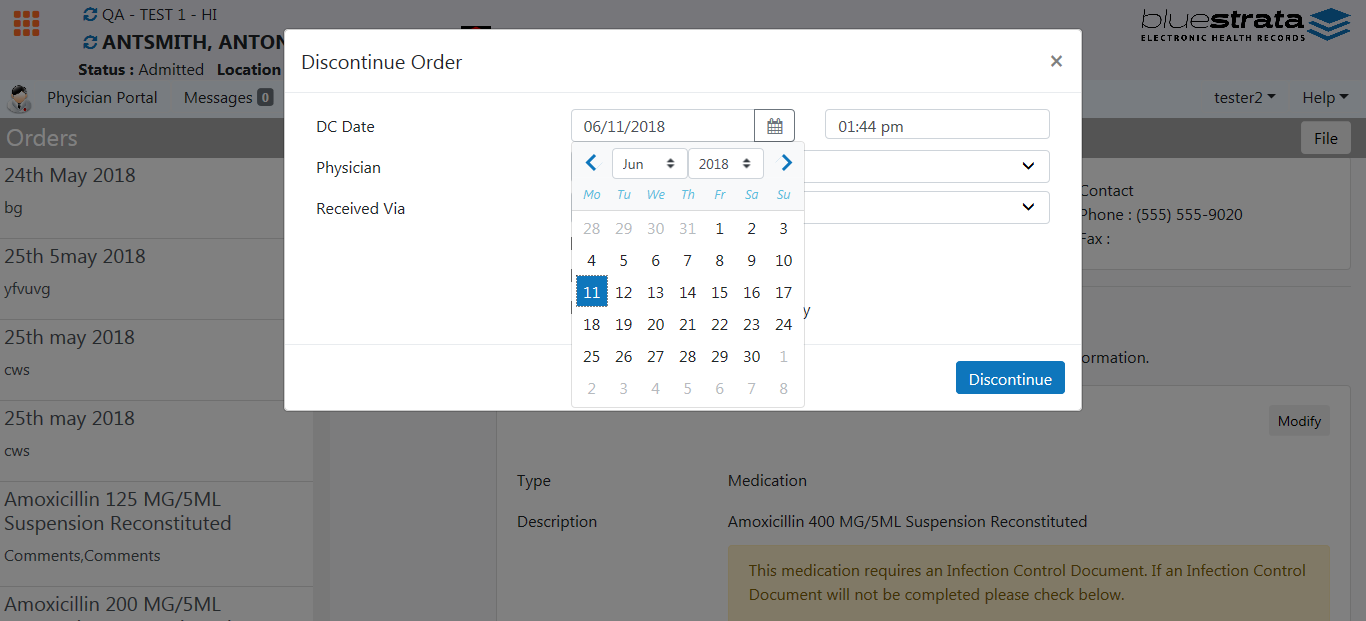 QA - TEST 1 - HI
ANTSMITH, ANTON
Status : Admitted Location
bluestrata
ELECTRONIC HEALTH RECORDS
Physician Portal Messages 0 tester2 Help
Orders
File
24th May 2018
bg
25th 5may 2018
yfvuvg
25th may 2018
cws
25th may 2018
cws
Amoxicillin 125 MG/5ML
Suspension Reconstituted
Comments,Comments
Amoxicillin 200 MG/5ML
Discontinue Order ×
DC Date 06/11/2018 01:44 pm
Physician
Received Via
Jun 2018
Mo Tu We Th Fr Sa Su
28 29 30 31 1 2 3
4 5 6 7 8 9 10
11 12 13 14 15 16 17
18 19 20 21 22 23 24
25 26 27 28 29 30 1
2 3 4 5 6 7 8
y
Discontinue
Contact
Phone : (555) 555-9020
Fax :
ormation.
Modify
Type Medication
Description Amoxicillin 400 MG/5ML Suspension Reconstituted
This medication requires an Infection Control Document. If an Infection Control
Document will not be completed please check below.